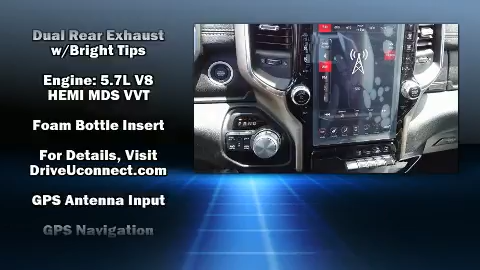 Dual Rear Exhaust
w/Bright Tips
Engine: 5.7L V8
HEMI MDS VVT
Foam Bottle Insert
For Details, Visit
DriveUconnect.com
GPS Antenna Input
GPS Navigation